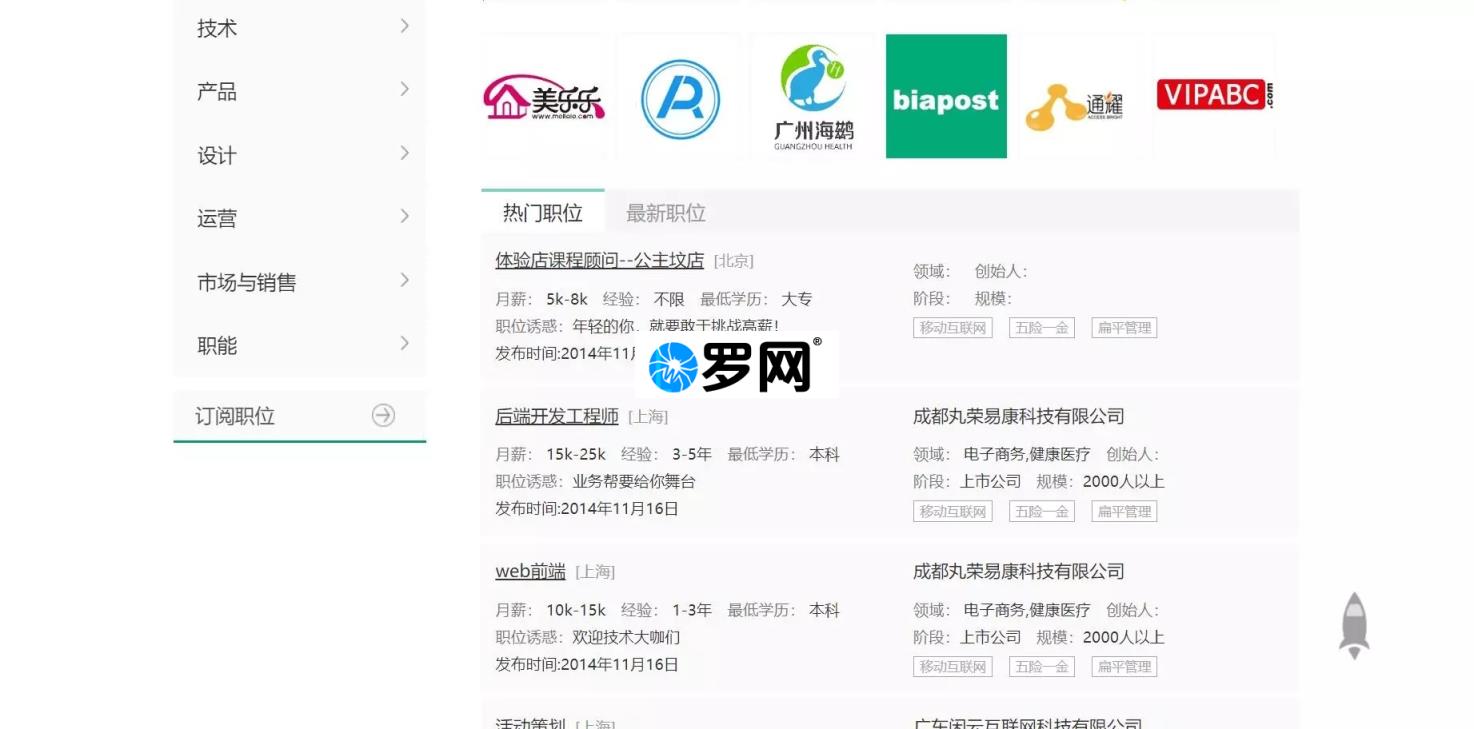 技术
产品
设计
运营
市场与销售
职能
订阅职位
美乐乐
www.meilele.com
广州海鹚
GUANGZHOU HEALTH
biapost
通耀
ACCESS BRIGHT
VIPABC.com
热门职位 最新职位
体验店课程顾问--公主坟店 [北京]
月薪: 5k-8k 经验: 不限 最低学历: 大专
职位诱惑: 年轻的你，就要敢于挑战高薪!
发布时间:2014年11月
领域: 创始人:
阶段: 规模:
移动互联网 五险一金 扁平管理
罗网®
后端开发工程师 [上海]
月薪: 15k-25k 经验: 3-5年 最低学历: 本科
职位诱惑: 业务帮要给你舞台
发布时间:2014年11月16日
成都丸荣易康科技有限公司
领域: 电子商务,健康医疗 创始人:
阶段: 上市公司 规模: 2000人以上
移动互联网 五险一金 扁平管理
web前端 [上海]
月薪: 10k-15k 经验: 1-3年 最低学历: 本科
职位诱惑: 欢迎技术大咖们
发布时间:2014年11月16日
成都丸荣易康科技有限公司
领域: 电子商务,健康医疗 创始人:
阶段: 上市公司 规模: 2000人以上
移动互联网 五险一金 扁平管理
活动策划 [上海]
广东闲云互联网科技有限公司